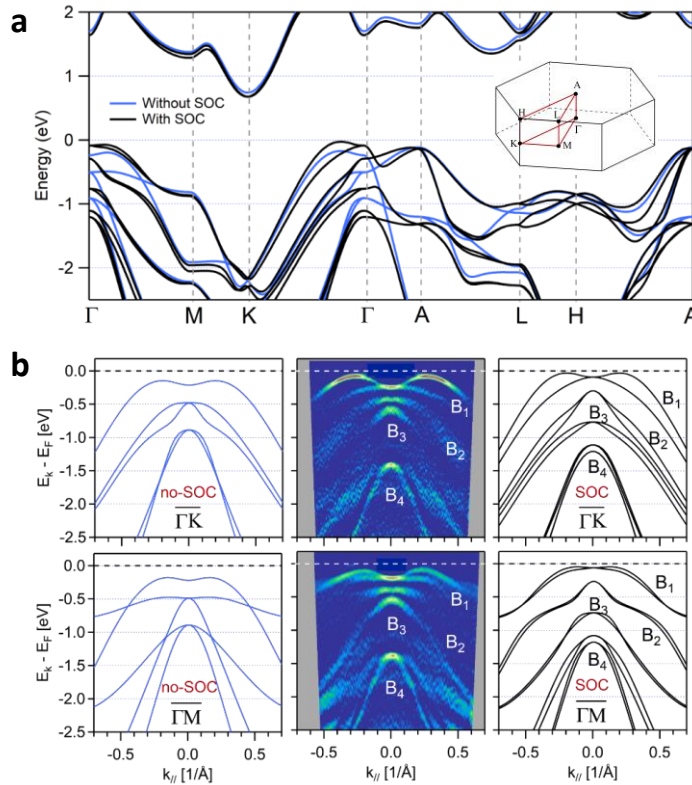 a
2
1
0
-1
-2
Energy (eV)
Without SOC
With SOC
A
H
L
Γ
K
M
Γ
M
K
Γ
A
L
H
A
b
0.0
-0.5
-1.0
-1.5
-2.0
-2.5
E_k - E_F [eV]
no-SOC
ΓK
B₁
B₃
B₂
B₄
B₁
B₃
B₂
B₄
SOC
ΓK
0.0
-0.5
-1.0
-1.5
-2.0
-2.5
E_k - E_F [eV]
no-SOC
ΓM
B₁
B₃
B₂
B₄
B₁
B₃
B₂
B₄
SOC
ΓM
-0.5 0.0 0.5
-0.5 0.0 0.5
-0.5 0.0 0.5
k// [1/Å]
k// [1/Å]
k// [1/Å]